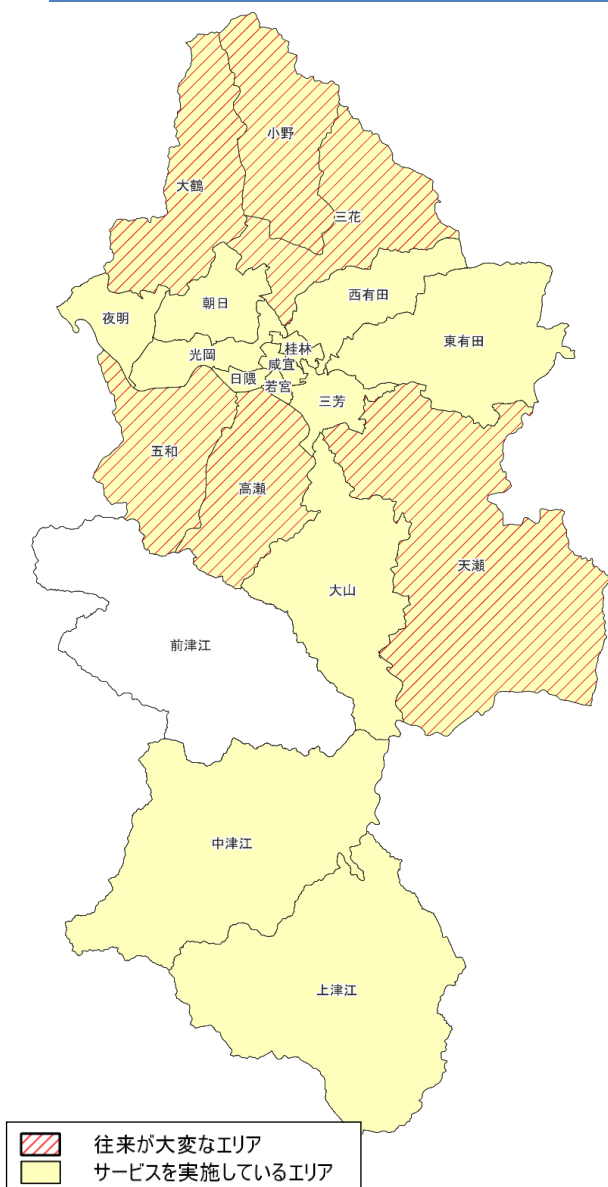 小野
大鶴
三花
西有田
朝日
夜明
東有田
桂林
光岡
咸宜
日隈
若宮
三芳
五和
高瀬
天瀬
大山
前津江
中津江
上津江
往来が大変なエリア
サービスを実施しているエリア